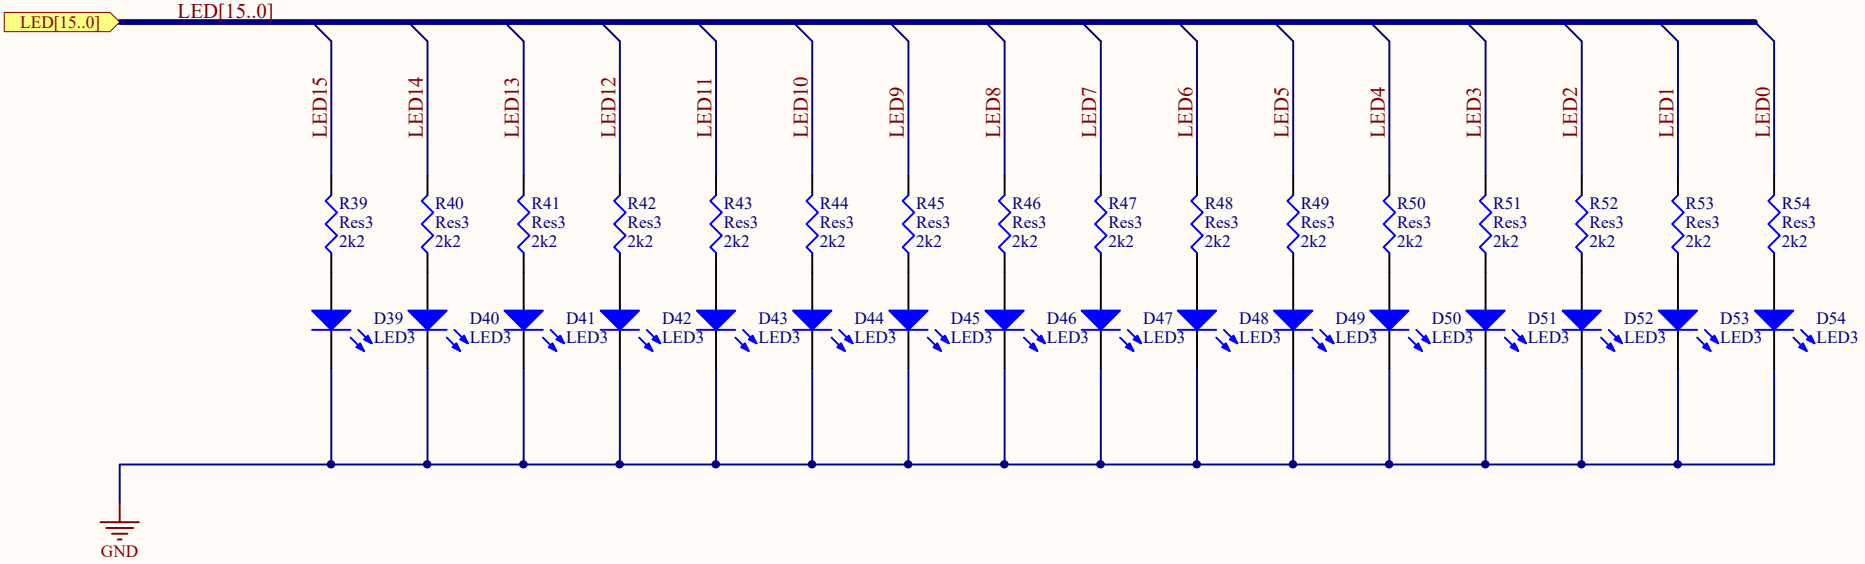 LED[15..0]
LED[15..0]
LED15
LED14
LED13
LED12
LED11
LED10
LED9
LED8
LED7
LED6
LED5
LED4
LED3
LED2
LED1
LED0
R39
Res3
2k2
R40
Res3
2k2
R41
Res3
2k2
R42
Res3
2k2
R43
Res3
2k2
R44
Res3
2k2
R45
Res3
2k2
R46
Res3
2k2
R47
Res3
2k2
R48
Res3
2k2
R49
Res3
2k2
R50
Res3
2k2
R51
Res3
2k2
R52
Res3
2k2
R53
Res3
2k2
R54
Res3
2k2
D39
LED3
D40
LED3
D41
LED3
D42
LED3
D43
LED3
D44
LED3
D45
LED3
D46
LED3
D47
LED3
D48
LED3
D49
LED3
D50
LED3
D51
LED3
D52
LED3
D53
LED3
D54
LED3
GND